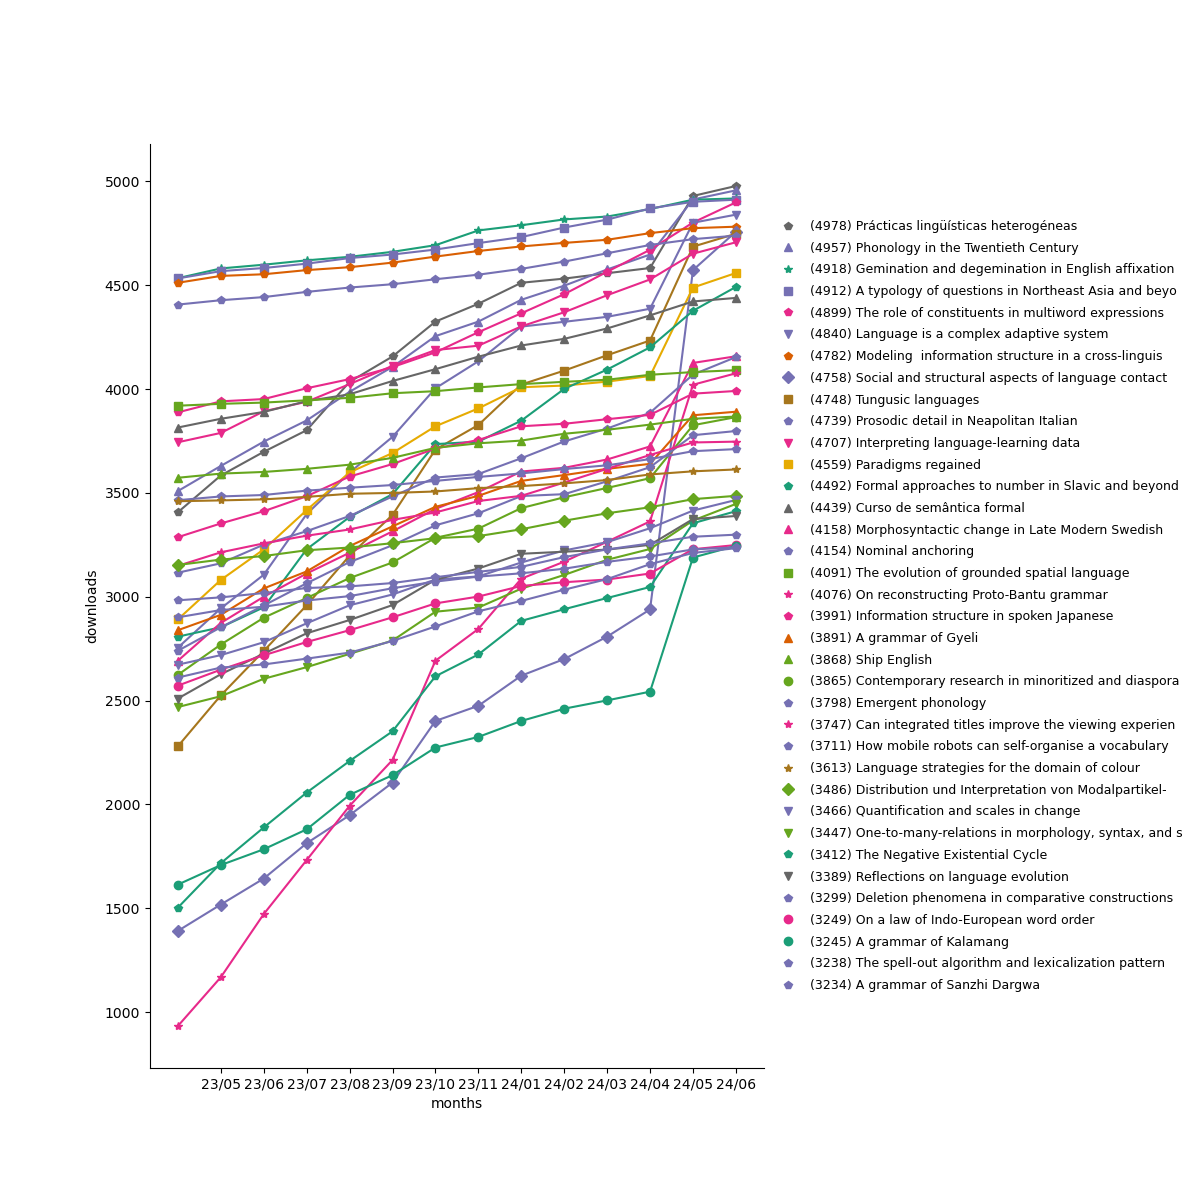 5000
4500
4000
3500
3000
2500
2000
1500
1000
downloads
23/05 23/06 23/07 23/08 23/09 23/10 23/11 24/01 24/02 24/03 24/04 24/05 24/06
months
(4978) Prácticas lingüísticas heterogéneas
(4957) Phonology in the Twentieth Century
(4918) Gemination and degemination in English affixation
(4912) A typology of questions in Northeast Asia and beyo
(4899) The role of constituents in multiword expressions
(4840) Language is a complex adaptive system
(4782) Modeling  information structure in a cross-linguis
(4758) Social and structural aspects of language contact
(4748) Tungusic languages
(4739) Prosodic detail in Neapolitan Italian
(4707) Interpreting language-learning data
(4559) Paradigms regained
(4492) Formal approaches to number in Slavic and beyond
(4439) Curso de semântica formal
(4158) Morphosyntactic change in Late Modern Swedish
(4154) Nominal anchoring
(4091) The evolution of grounded spatial language
(4076) On reconstructing Proto-Bantu grammar
(3991) Information structure in spoken Japanese
(3891) A grammar of Gyeli
(3868) Ship English
(3865) Contemporary research in minoritized and diaspora
(3798) Emergent phonology
(3747) Can integrated titles improve the viewing experien
(3711) How mobile robots can self-organise a vocabulary
(3613) Language strategies for the domain of colour
(3486) Distribution und Interpretation von Modalpartikel-
(3466) Quantification and scales in change
(3447) One-to-many-relations in morphology, syntax, and s
(3412) The Negative Existential Cycle
(3389) Reflections on language evolution
(3299) Deletion phenomena in comparative constructions
(3249) On a law of Indo-European word order
(3245) A grammar of Kalamang
(3238) The spell-out algorithm and lexicalization pattern
(3234) A grammar of Sanzhi Dargwa